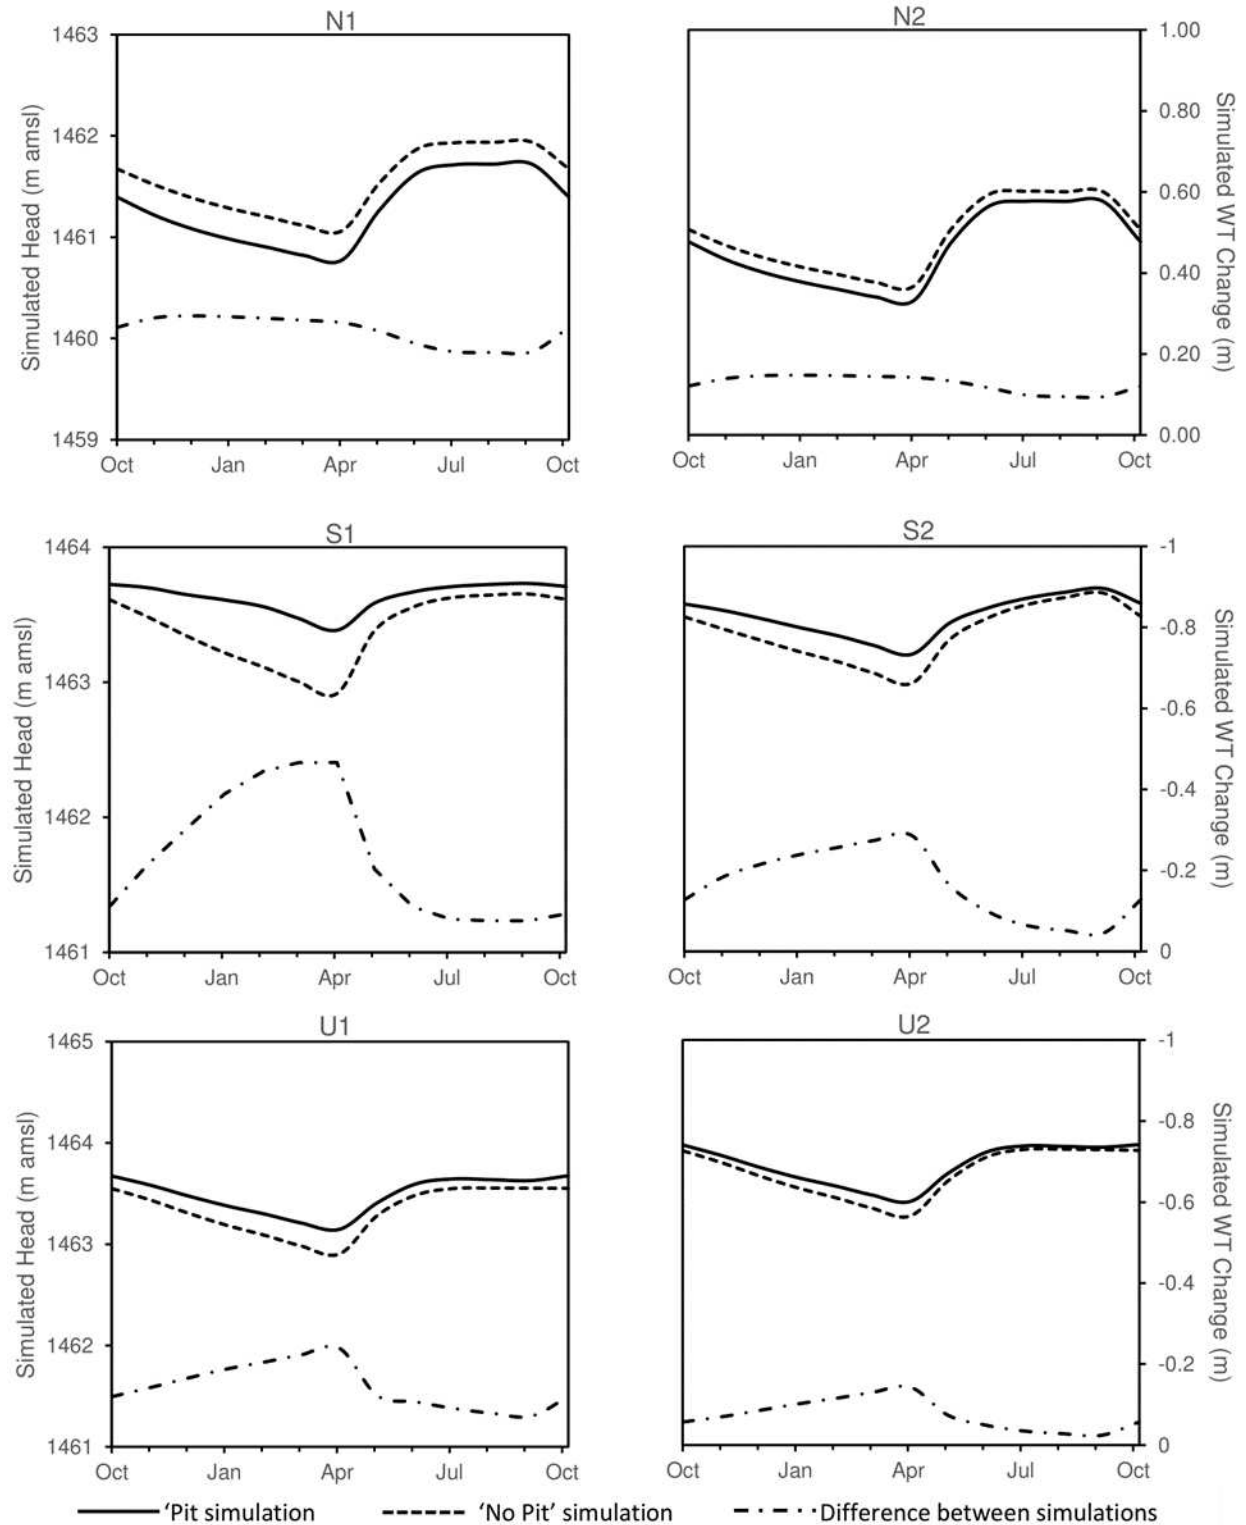 N1
N2
1463
1462
1461
1460
1459
Simulated Head (m amsl)
Oct Jan Apr Jul Oct
1.00
0.80
0.60
0.40
0.20
0.00
Simulated WT Change (m)
Oct Jan Apr Jul Oct
S1
S2
1464
1463
1462
1461
Simulated Head (m amsl)
Oct Jan Apr Jul Oct
-1
-0.8
-0.6
-0.4
-0.2
0
Simulated WT Change (m)
Oct Jan Apr Jul Oct
U1
U2
1465
1464
1463
1462
1461
Simulated Head (m amsl)
Oct Jan Apr Jul Oct
-1
-0.8
-0.6
-0.4
-0.2
0
Simulated WT Change (m)
Oct Jan Apr Jul Oct
‘Pit simulation ‘No Pit’ simulation Difference between simulations